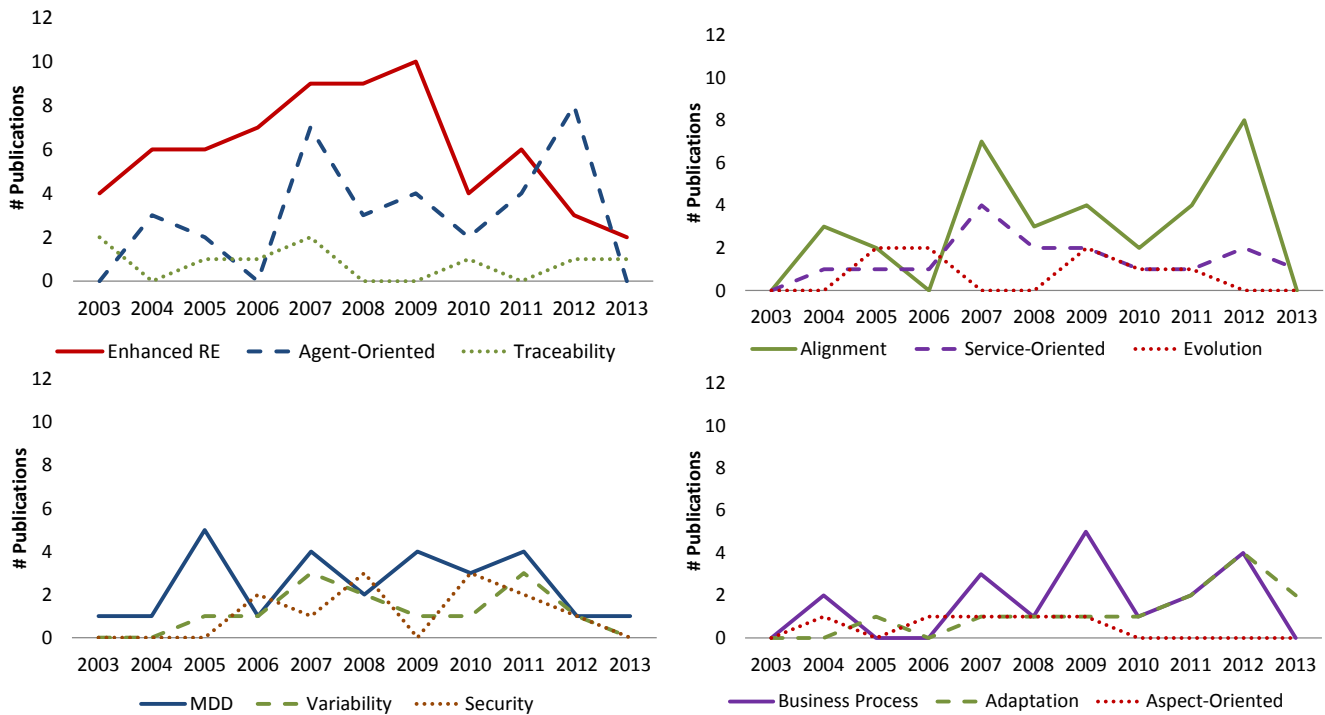 12
10
8
6
4
2
0
# Publications
2003 2004 2005 2006 2007 2008 2009 2010 2011 2012 2013
Enhanced RE Agent-Oriented Traceability
12
10
8
6
4
2
0
# Publications
2003 2004 2005 2006 2007 2008 2009 2010 2011 2012 2013
Alignment Service-Oriented Evolution
12
10
8
6
4
2
0
# Publications
2003 2004 2005 2006 2007 2008 2009 2010 2011 2012 2013
MDD Variability Security
12
10
8
6
4
2
0
# Publications
2003 2004 2005 2006 2007 2008 2009 2010 2011 2012 2013
Business Process Adaptation Aspect-Oriented